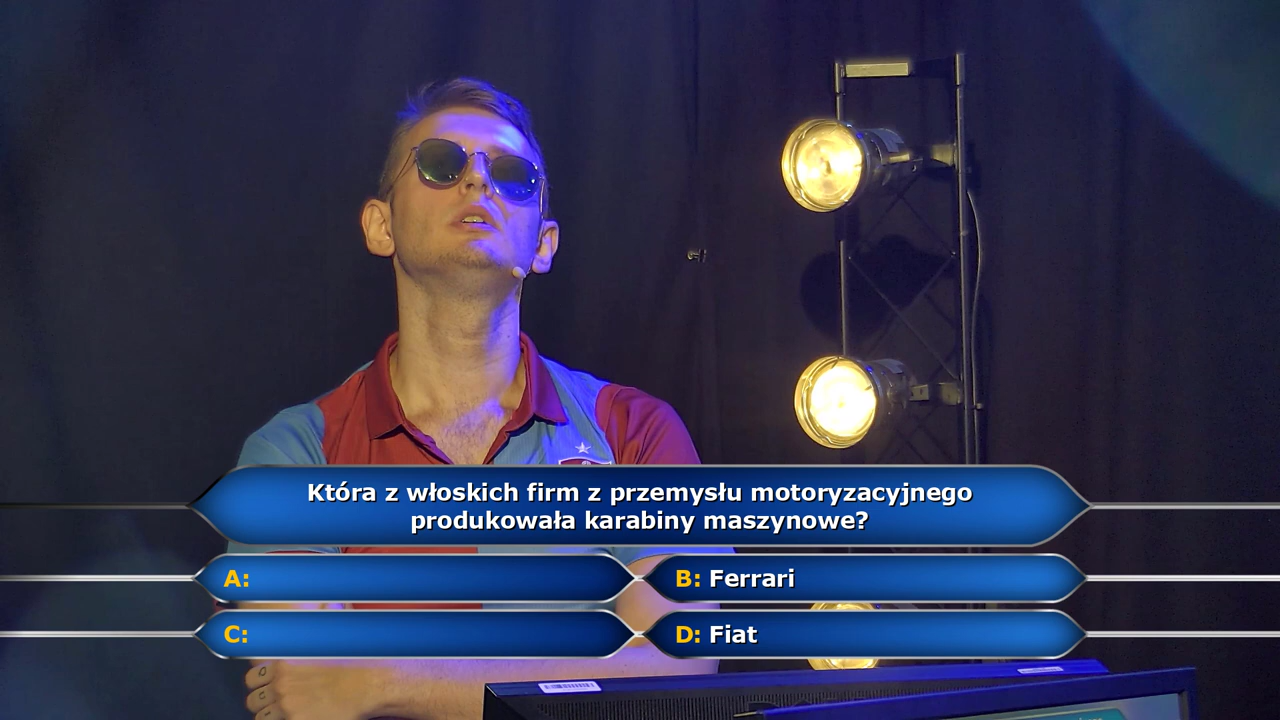 Która z włoskich firm z przemysłu motoryzacyjnego
produkowała karabiny maszynowe?
A:
B: Ferrari
C:
D: Fiat